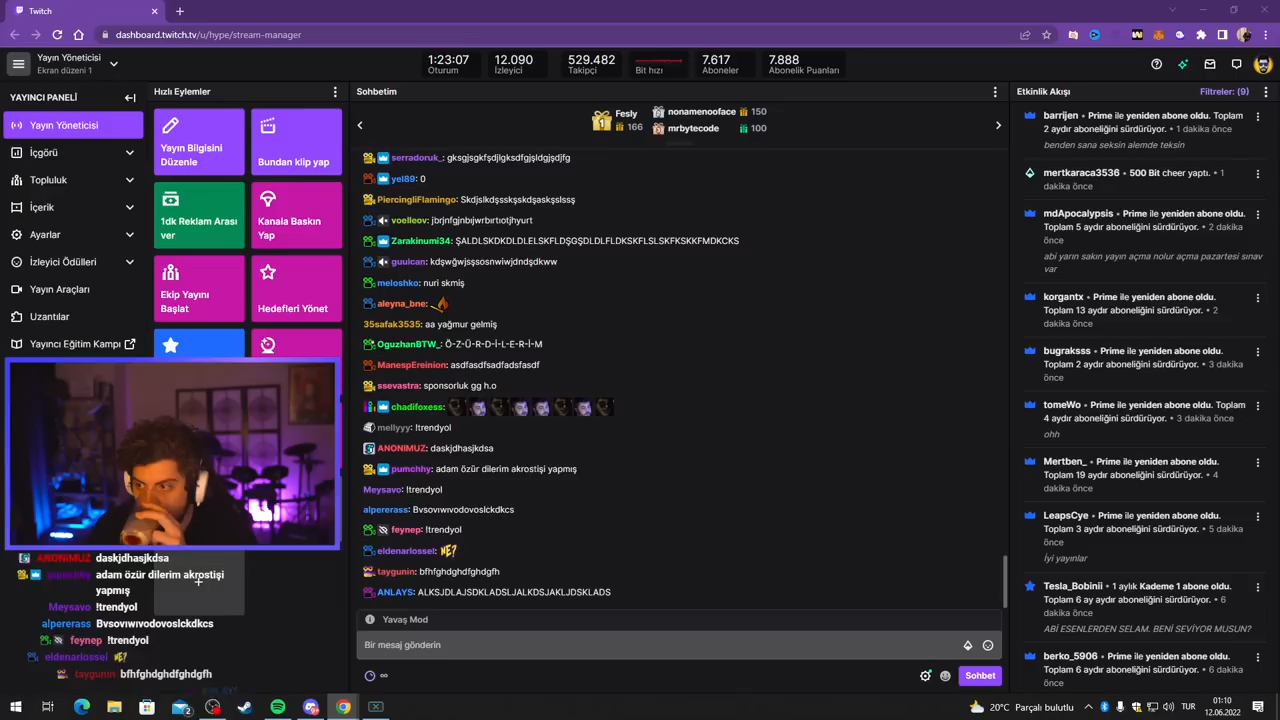 Twitch
dashboard.twitch.tv/u/hype/stream-manager
Yayın Yöneticisi
Ekran düzeni 1
1:23:07
Oturum
12.090
İzleyici
529.482
Takipçi
Bit hızı
7.617
Aboneler
7.888
Abonelik Puanları
YAYINCI PANELİ
Yayın Yöneticisi
İçgörü
Topluluk
İçerik
Ayarlar
İzleyici Ödülleri
Yayın Araçları
Uzantılar
Yayıncı Eğitim Kampı
Hızlı Eylemler
Yayın Bilgisini
Düzenle
Bundan klip yap
1dk Reklam Arası
ver
Kanala Baskın
Yap
Ekip Yayını
Başlat
Hedefleri Yönet
ANONIMUZ daskjdhasjkdsa
pumchhy adam özür dilerim akrostişi
yapmış
Meysavo !trendyol
alpererass Bvsovıwıvodovoslckdkcs
feynep !trendyol
eldenarlossel NE?
taygunin bfhfghdghdfghdgfh
Sohbetim
1
Fesly
166
nonamenooface 150
mrbytecode 100
serradoruk_: gksgjsgkfşdjlgksdfgjşldgjşdjfg
yel89: 0
PiercingliFlamingo: Skdjslkdşsskşskdşaskşslssş
voelleov: jbrjnfgjnbjwrbırtıotjhyurt
Zarakinumi34: ŞALDLSKDKDLDLELSKFLDŞGŞDLDLFLDKSKFLSLSKFKSKKFMDKCKS
guuican: kdşwğwjsşsosnwiwjdndşdkww
meloshko: nuri skmiş
aleyna_bne:
35safak3535: aa yağmur gelmiş
OguzhanBTW_: Ö-Z-Ü-R-D-İ-L-E-R-İ-M
ManespEreinion: asdfasdfsadfadsfasdf
ssevastra: sponsorluk gg h.o
chadifoxess:
mellyyy: !trendyol
ANONIMUZ: daskjdhasjkdsa
pumchhy: adam özür dilerim akrostişi yapmış
Meysavo: !trendyol
alpererass: Bvsovıwıvodovoslckdkcs
feynep: !trendyol
eldenarlossel: NE?
taygunin: bfhfghdghdfghdgfh
ANLAYS: ALKSJDLAJSDKLADSLJALKDSJAKLJDSKLADS
Yavaş Mod
Bir mesaj gönderin
∞
Sohbet
Etkinlik Akışı
Filtreler: (9)
barrijen • Prime ile yeniden abone oldu. Toplam
2 aydır aboneliğini sürdürüyor. • 1 dakika önce
benden sana seksin alemde teksin
mertkaraca3536 • 500 Bit cheer yaptı. • 1
dakika önce
mdApocalypsis • Prime ile yeniden abone oldu.
Toplam 5 aydır aboneliğini sürdürüyor. • 2 dakika
önce
abi yarın sakın yayın açma nolur açma pazartesi sınav
var
korgantx • Prime ile yeniden abone oldu.
Toplam 13 aydır aboneliğini sürdürüyor. • 2
dakika önce
bugraksss • Prime ile yeniden abone oldu.
Toplam 2 aydır aboneliğini sürdürüyor. • 3 dakika
önce
tomeWo • Prime ile yeniden abone oldu. Toplam
4 aydır aboneliğini sürdürüyor. • 3 dakika önce
ohh
Mertben_ • Prime ile yeniden abone oldu.
Toplam 19 aydır aboneliğini sürdürüyor. • 4
dakika önce
LeapsCye • Prime ile yeniden abone oldu.
Toplam 3 aydır aboneliğini sürdürüyor. • 5 dakika
önce
İyi yayınlar
Tesla_Bobinii • 1 aylık Kademe 1 abone oldu.
Toplam 6 ay aydır aboneliğini sürdürüyor. • 6
dakika önce
ABİ ESENLERDEN SELAM. BENİ SEVİYOR MUSUN?
berko_5906 • Prime ile yeniden abone oldu.
Toplam 6 aydır aboneliğini sürdürüyor. • 6 dakika
önce
2
20°C Parçalı bulutlu
TUR
01:10
12.06.2022